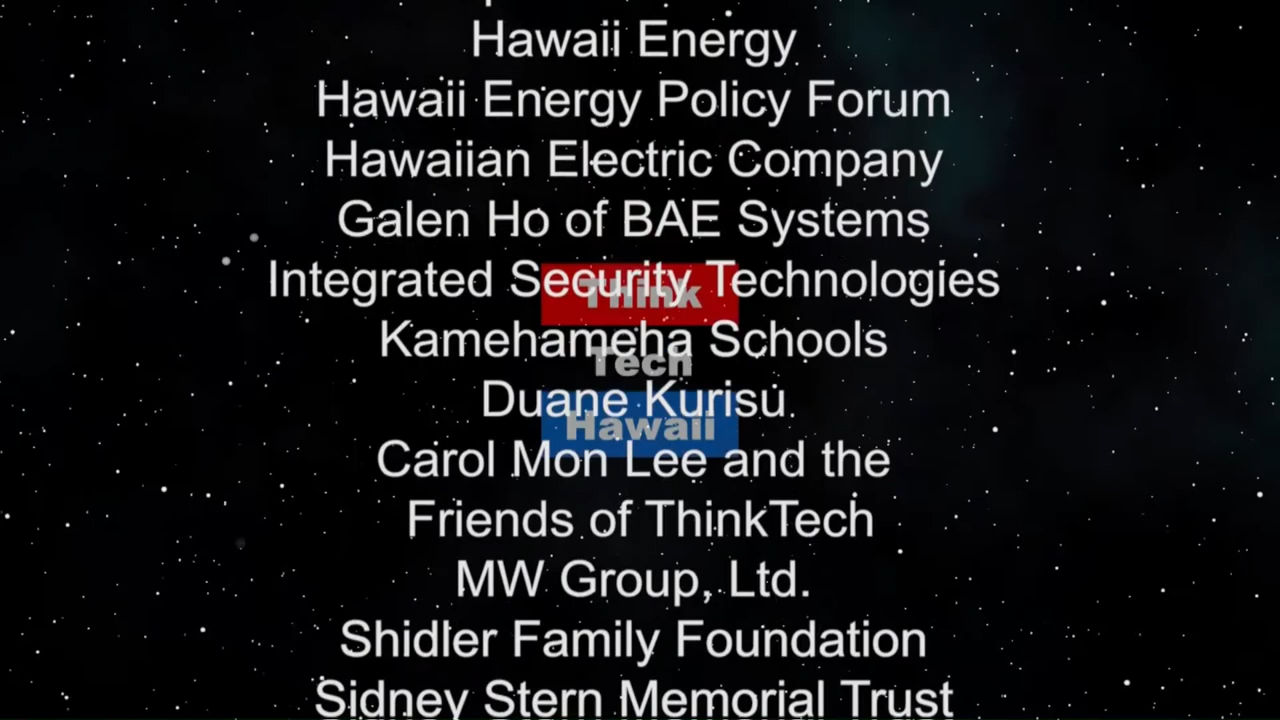 Hawaii Energy
Hawaii Energy Policy Forum
Hawaiian Electric Company
Galen Ho of BAE Systems
Integrated Security Technologies
Think
Kamehameha Schools
Tech
Duane Kurisu
Hawaii
Carol Mon Lee and the
Friends of ThinkTech
MW Group, Ltd.
Shidler Family Foundation
Sidney Stern Memorial Trust